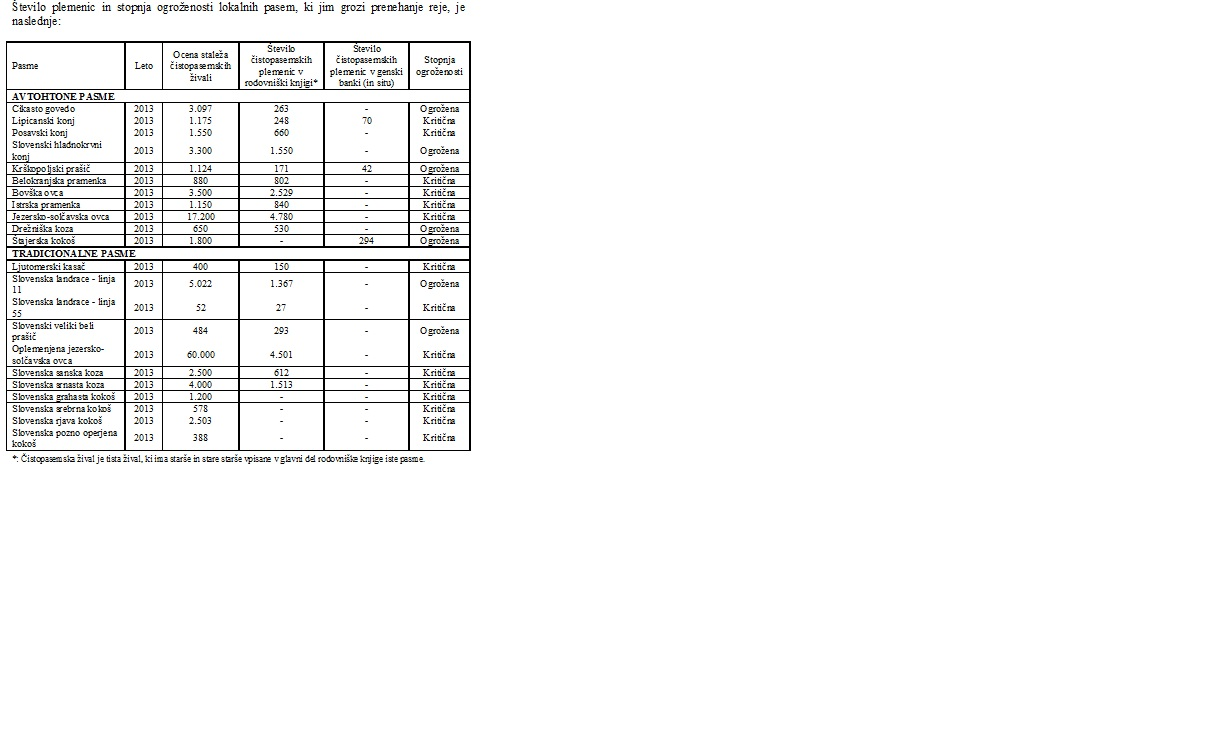 Število plemenic in stopnja ogroženosti lokalnih pasem, ki jim grozi prenehanje reje, je
naslednje:
Pasme Leto Ocena staleža čistopasemskih živali Število čistopasemskih plemenic v rodovniški knjigi* Število čistopasemskih plemenic v genski banki (in situ) Stopnja ogroženosti
AVTOHTONE PASME
Cikasto govedo 2013 3.097 263 - Ogrožena
Lipicanski konj 2013 1.175 248 70 Kritična
Posavski konj 2013 1.550 660 - Kritična
Slovenski hladnokrvni
konj 2013 3.300 1.550 - Ogrožena
Krškopoljski prašič 2013 1.124 171 42 Ogrožena
Belokranjska pramenka 2013 880 802 - Kritična
Bovška ovca 2013 3.500 2.529 - Kritična
Istrska pramenka 2013 1.150 840 - Kritična
Jezersko-solčavska ovca 2013 17.200 4.780 - Kritična
Drežniška koza 2013 650 530 - Ogrožena
Štajerska kokoš 2013 1.800 - 294 Ogrožena
TRADICIONALNE PASME
Ljutomerski kasač 2013 400 150 - Kritična
Slovenska landrace - linja
11 2013 5.022 1.367 - Ogrožena
Slovenska landrace - linja
55 2013 52 27 - Kritična
Slovenski veliki beli
prašič 2013 484 293 - Ogrožena
Oplemenjena jezersko-
solčavska ovca 2013 60.000 4.501 - Kritična
Slovenska sanska koza 2013 2.500 612 - Kritična
Slovenska srnasta koza 2013 4.000 1.513 - Kritična
Slovenska grahasta kokoš 2013 1.200 - - Kritična
Slovenska srebrna kokoš 2013 578 - - Kritična
Slovenska rjava kokoš 2013 2.503 - - Kritična
Slovenska pozno operjena
kokoš 2013 388 - - Kritična
*: Čistopasemska žival je tista žival, ki ima starše in stare starše vpisane v glavni del rodovniške knjige iste pasme.